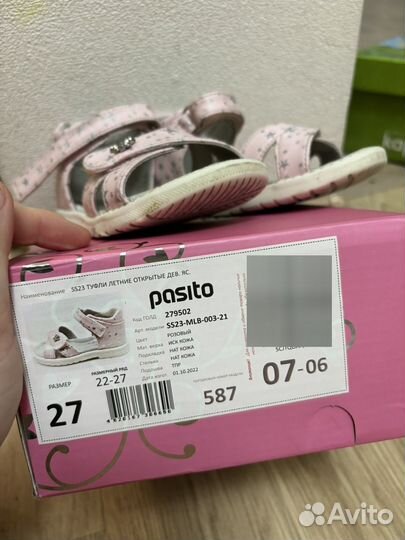 Наименование SS23 ТУФЛИ ЛЕТНИЕ ОТКРЫТЫЕ ДЕВ. ЯС.
pasito
Код ГОЛД 279502
Арт. модели SS23-MLB-003-21
Цвет РОЗОВЫЙ
Мат. верха ИСК КОЖА
Подкладка НАТ КОЖА
Стелька НАТ КОЖА
Подошва ТПР
Дата изгот. 01.10.2022
РАЗМЕР
27
РАЗМЕРНЫЙ РЯД
22-27
587
07-06
Avito